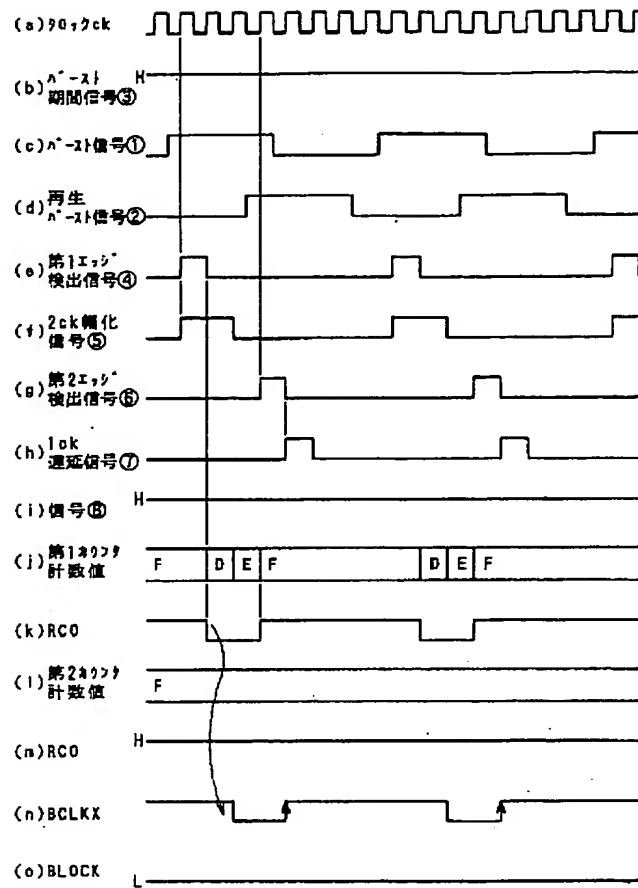 (a)クロックck
(b)バースト H
期間信号③
(c)バースト信号①
(d)再生
バースト信号②
(e)第1エッジ
検出信号④
(f)2ck幅化
信号⑤
(g)第2エッジ
検出信号⑥
(h)1ck
遅延信号⑦
(i)信号⑧ H
(j)第1カウンタ
計数値
F D E F D E F
(k)RCO
(l)第2カウンタ
計数値
F
(m)RCO H
(n)BCLKX
(o)BLOCK L